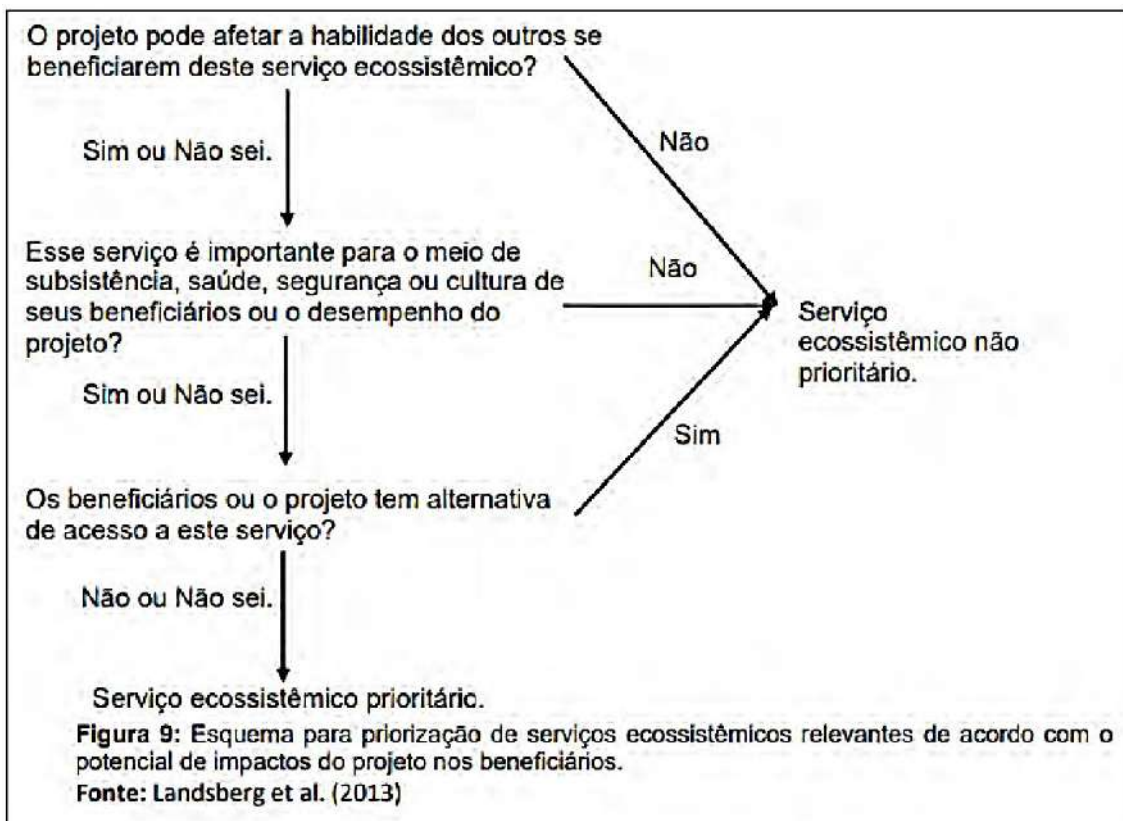 O projeto pode afetar a habilidade dos outros se
beneficiarem deste serviço ecossistêmico?
Não
Sim ou Não sei.
Esse serviço é importante para o meio de
subsistência, saúde, segurança ou cultura de
seus beneficiários ou o desempenho do
projeto?
Não
Serviço
ecossistêmico não
prioritário.
Sim ou Não sei.
Sim
Os beneficiários ou o projeto tem alternativa
de acesso a este serviço?
Não ou Não sei.
Serviço ecossistêmico prioritário.
Figura 9: Esquema para priorização de serviços ecossistêmicos relevantes de acordo com o
potencial de impactos do projeto nos beneficiários.
Fonte: Landsberg et al. (2013)